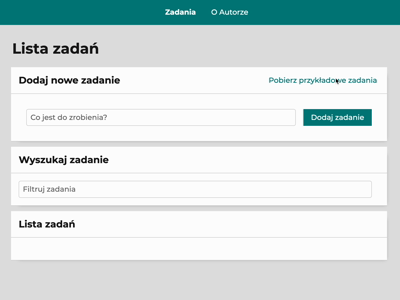 Zadania O Autorze
Lista zadań
Dodaj nowe zadanie Pobierz przykładowe zadania
Co jest do zrobienia? Dodaj zadanie
Wyszukaj zadanie
Filtruj zadania
Lista zadań